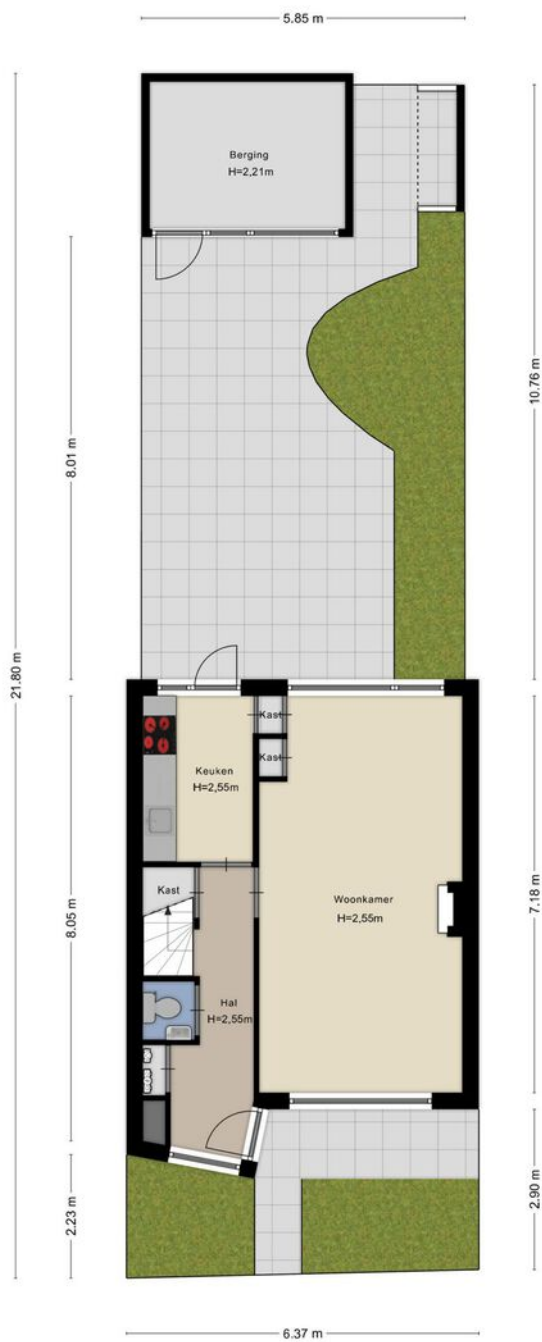 5.85 m
Berging
H=2,21m
10.76 m
8.01 m
21.80 m
Kast
Kast
Keuken
H=2,55m
Kast
Woonkamer
H=2,55m
7.18 m
8.05 m
Hal
H=2,55m
2.23 m
2.90 m
6.37 m